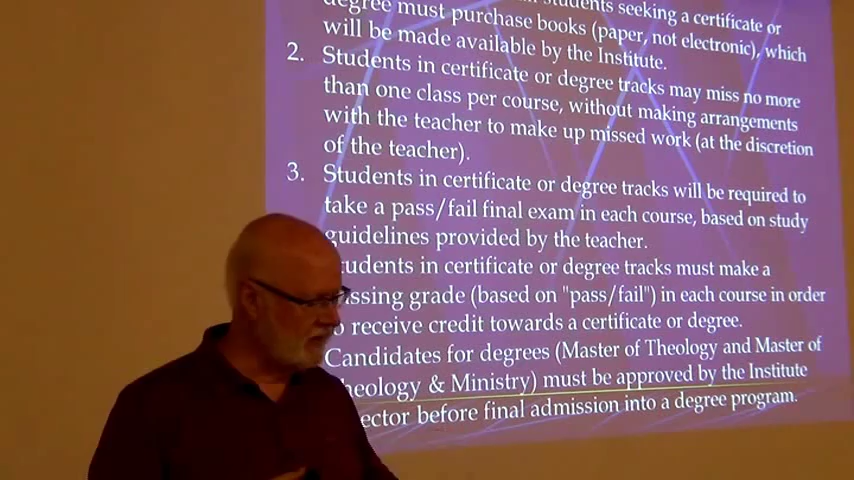 students seeking a certificate or
degree must purchase books (paper, not electronic), which
will be made available by the Institute.
2. Students in certificate or degree tracks may miss no more
than one class per course, without making arrangements
with the teacher to make up missed work (at the discretion
of the teacher).
3. Students in certificate or degree tracks will be required to
take a pass/fail final exam in each course, based on study
guidelines provided by the teacher.
tudents in certificate or degree tracks must make a
assing grade (based on "pass/fail") in each course in order
o receive credit towards a certificate or degree.
Candidates for degrees (Master of Theology and Master of
heology & Ministry) must be approved by the Institute
ector before final admission into a degree program.